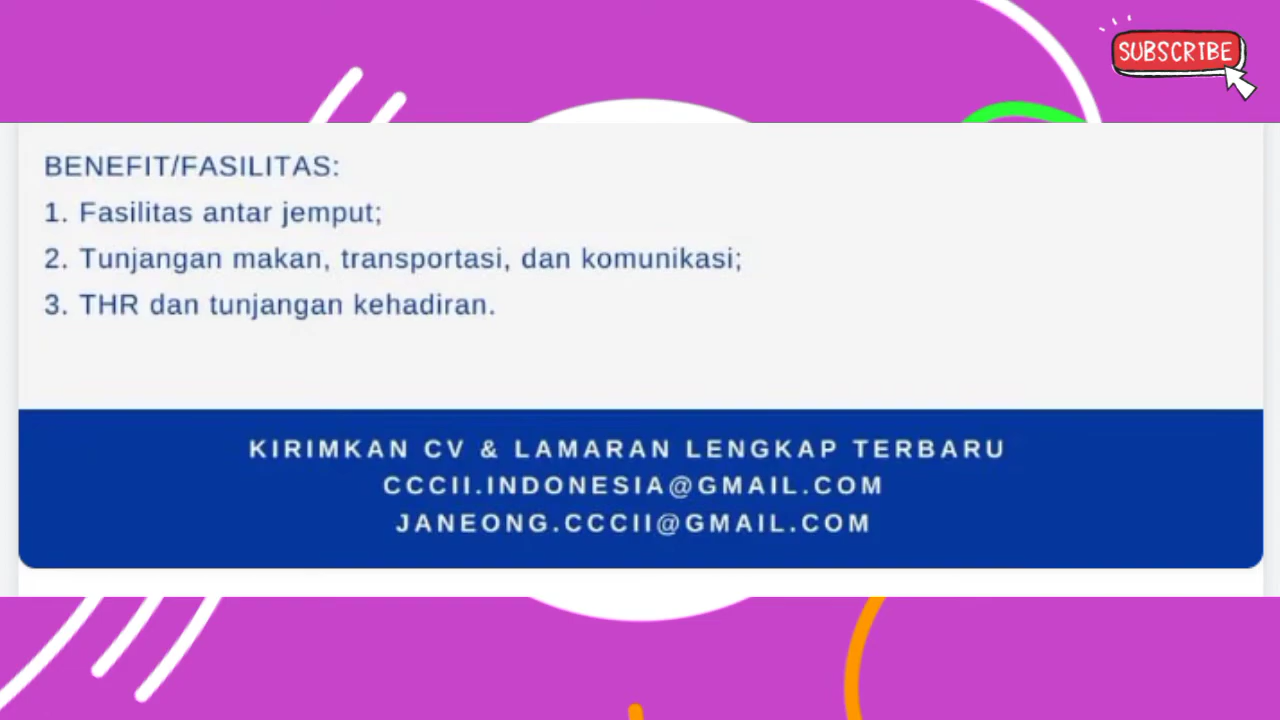 SUBSCRIBE
BENEFIT/FASILITAS:
1. Fasilitas antar jemput;
2. Tunjangan makan, transportasi, dan komunikasi;
3. THR dan tunjangan kehadiran.
KIRIMKAN CV & LAMARAN LENGKAP TERBARU
CCCII.INDONESIA@GMAIL.COM
JANEONG.CCCII@GMAIL.COM